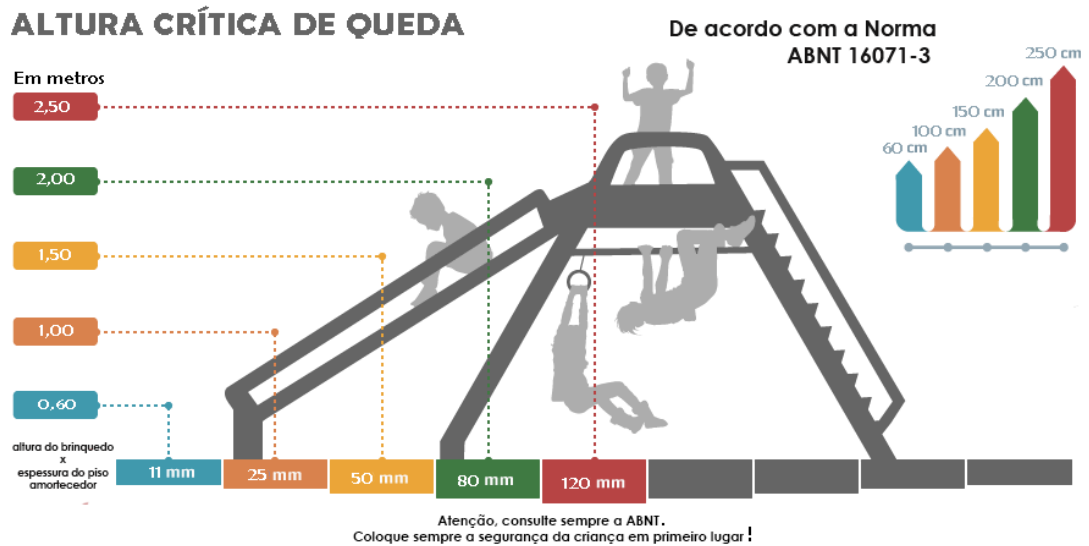 ALTURA CRÍTICA DE QUEDA
De acordo com a Norma
ABNT 16071-3
Em metros
2,50
2,00
1,50
1,00
0,60
60 cm
100 cm
150 cm
200 cm
250 cm
altura do brinquedo
x
espessura do piso
amortecedor
11 mm
25 mm
50 mm
80 mm
120 mm
Atenção, consulte sempre a ABNT.
Coloque sempre a segurança da criança em primeiro lugar !